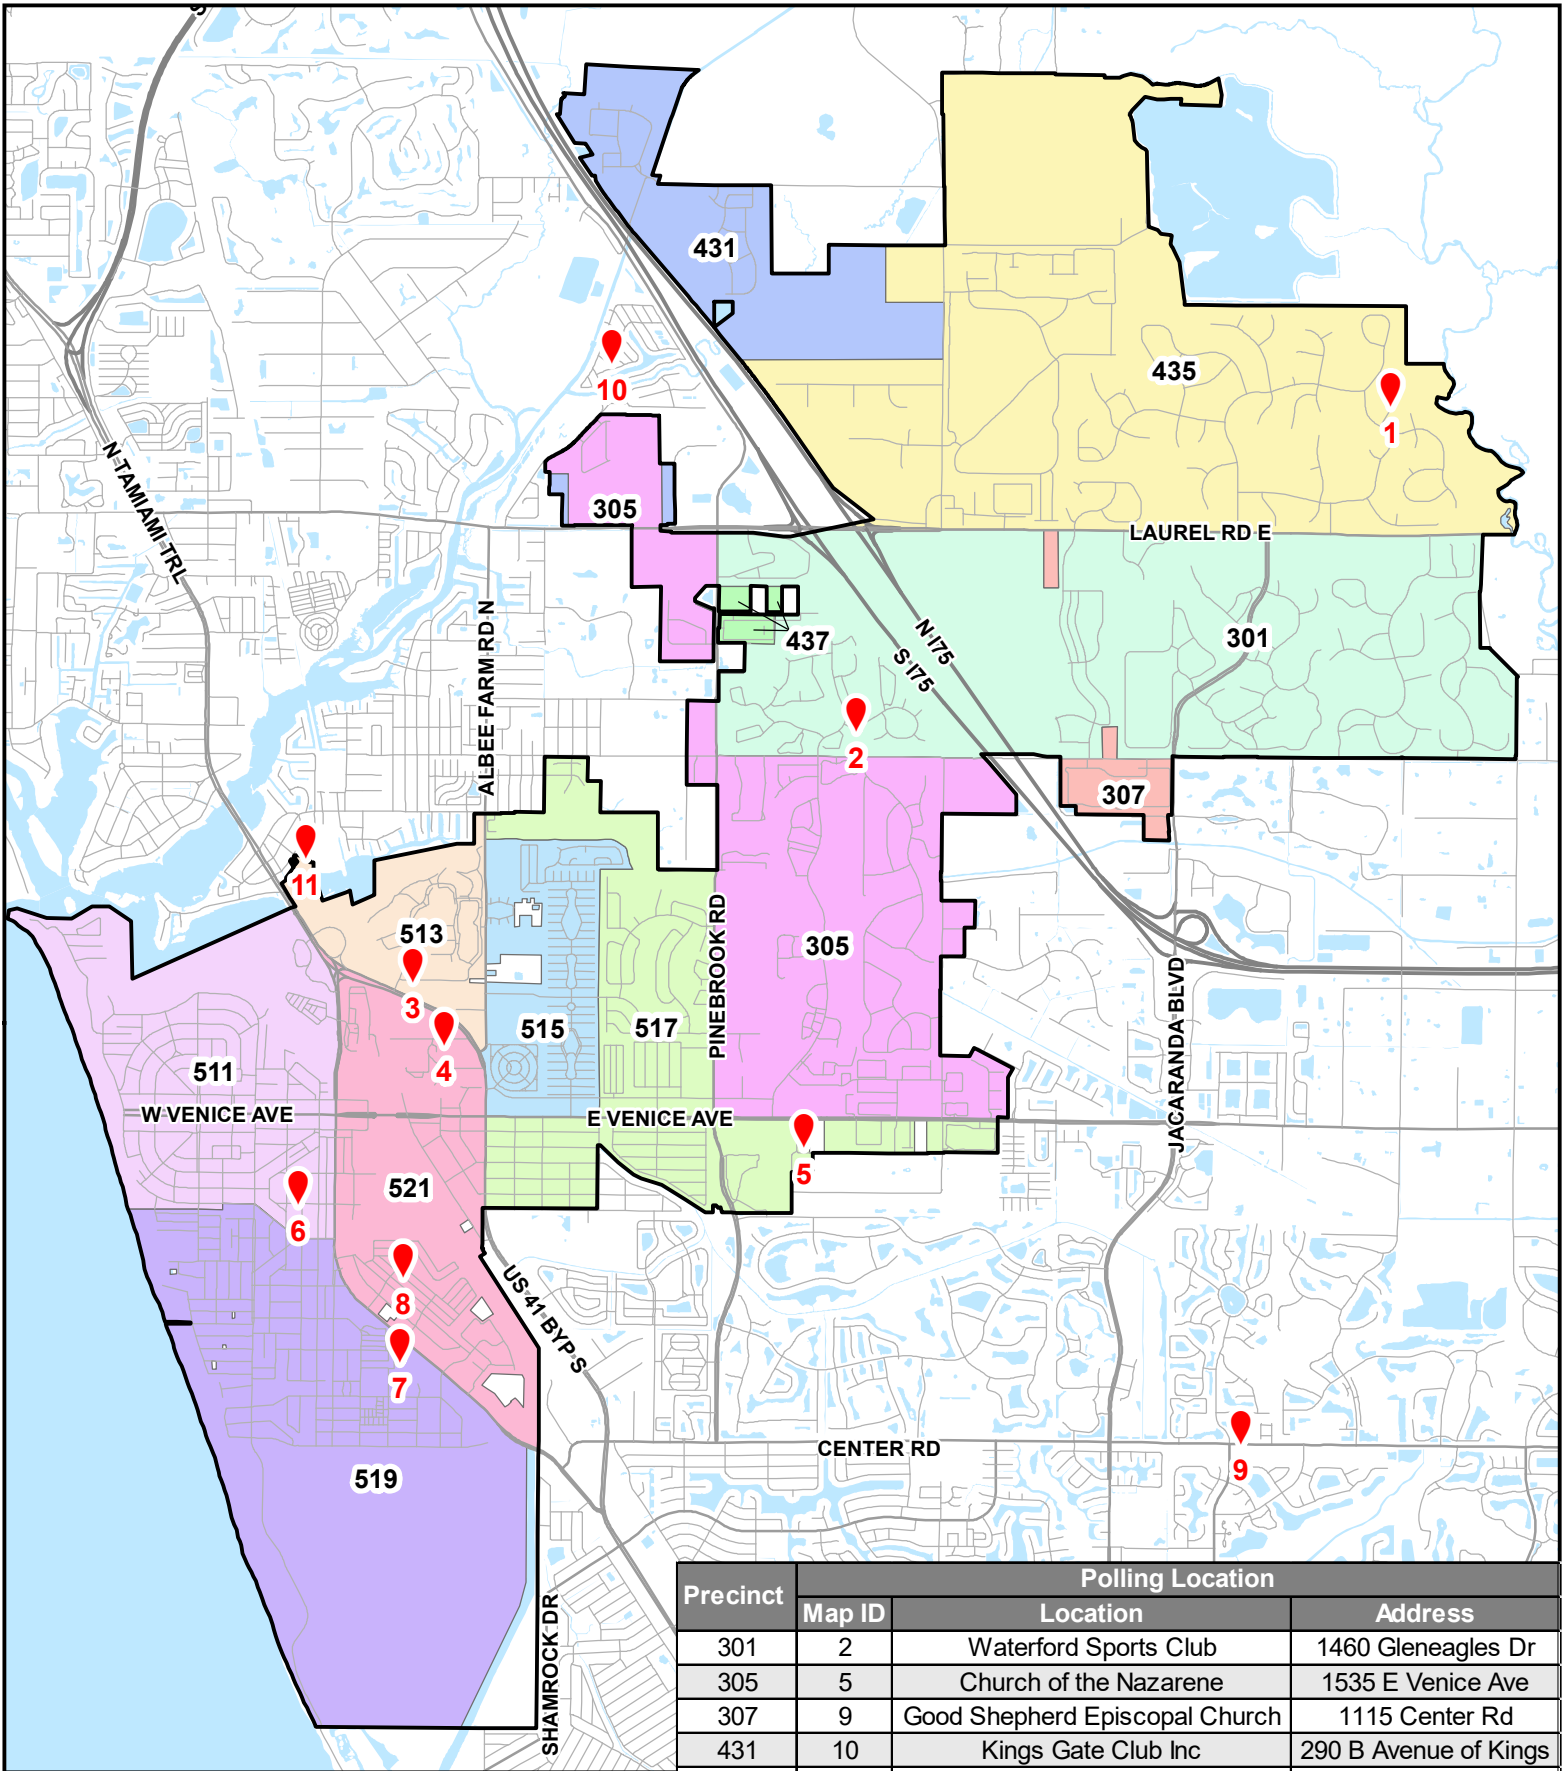 S
431
435
10
1
N TAMIAMI TRL
305
LAUREL RD E
ALBEE FARM RD N
437
N I75
S I75
301
2
307
11
513
3
PINEBROOK RD
305
JACARANDA BLVD
515
517
4
511
W VENICE AVE
E VENICE AVE
5
521
6
8
US 41 BYP S
7
CENTER RD
9
519
SHAMROCK DR
Precinct Polling Location
Map ID Location Address
301 2 Waterford Sports Club 1460 Gleneagles Dr
305 5 Church of the Nazarene 1535 E Venice Ave
307 9 Good Shepherd Episcopal Church 1115 Center Rd
431 10 Kings Gate Club Inc 290 B Avenue of Kings